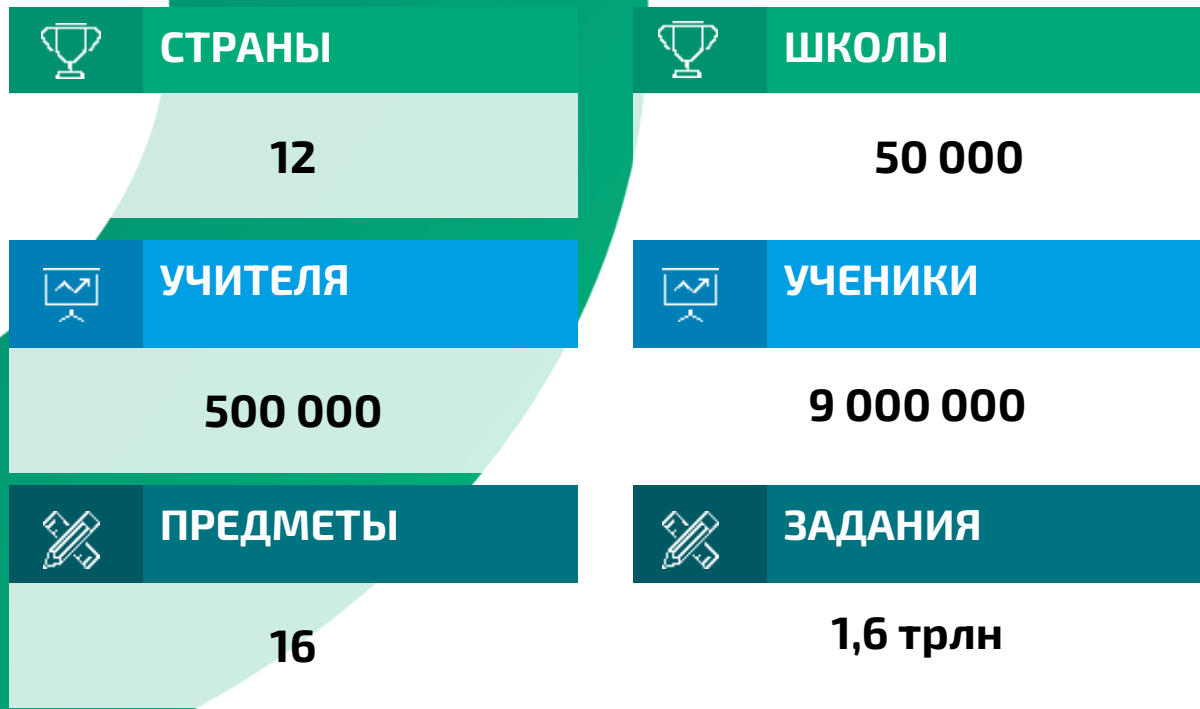 СТРАНЫ
12
ШКОЛЫ
50 000
УЧИТЕЛЯ
500 000
УЧЕНИКИ
9 000 000
ПРЕДМЕТЫ
16
ЗАДАНИЯ
1,6 трлн